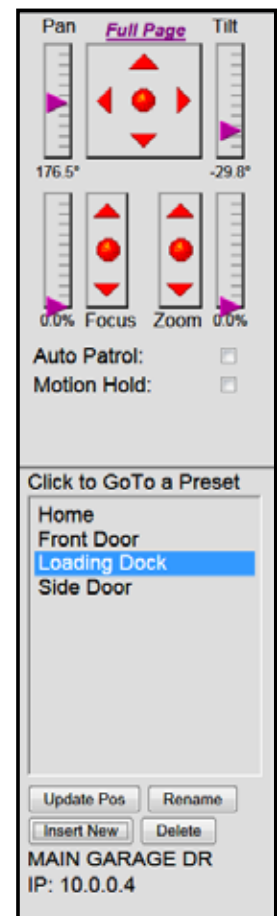 Pan Full Page Tilt
176.5° -29.8°
0.0% Focus Zoom 0.0%
Auto Patrol:
Motion Hold:
Click to GoTo a Preset
Home
Front Door
Loading Dock
Side Door
Update Pos Rename
Insert New Delete
MAIN GARAGE DR
IP: 10.0.0.4